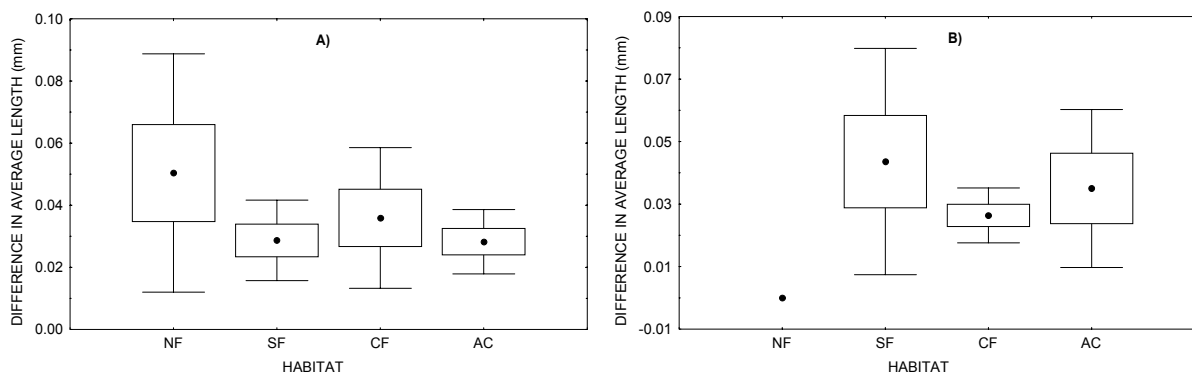 A)
DIFFERENCE IN AVERAGE LENGTH (mm)
0.10
0.08
0.06
0.04
0.02
0.00
NF SF CF AC
HABITAT
B)
DIFFERENCE IN AVERAGE LENGTH (mm)
0.09
0.07
0.05
0.03
0.01
-0.01
NF SF CF AC
HABITAT